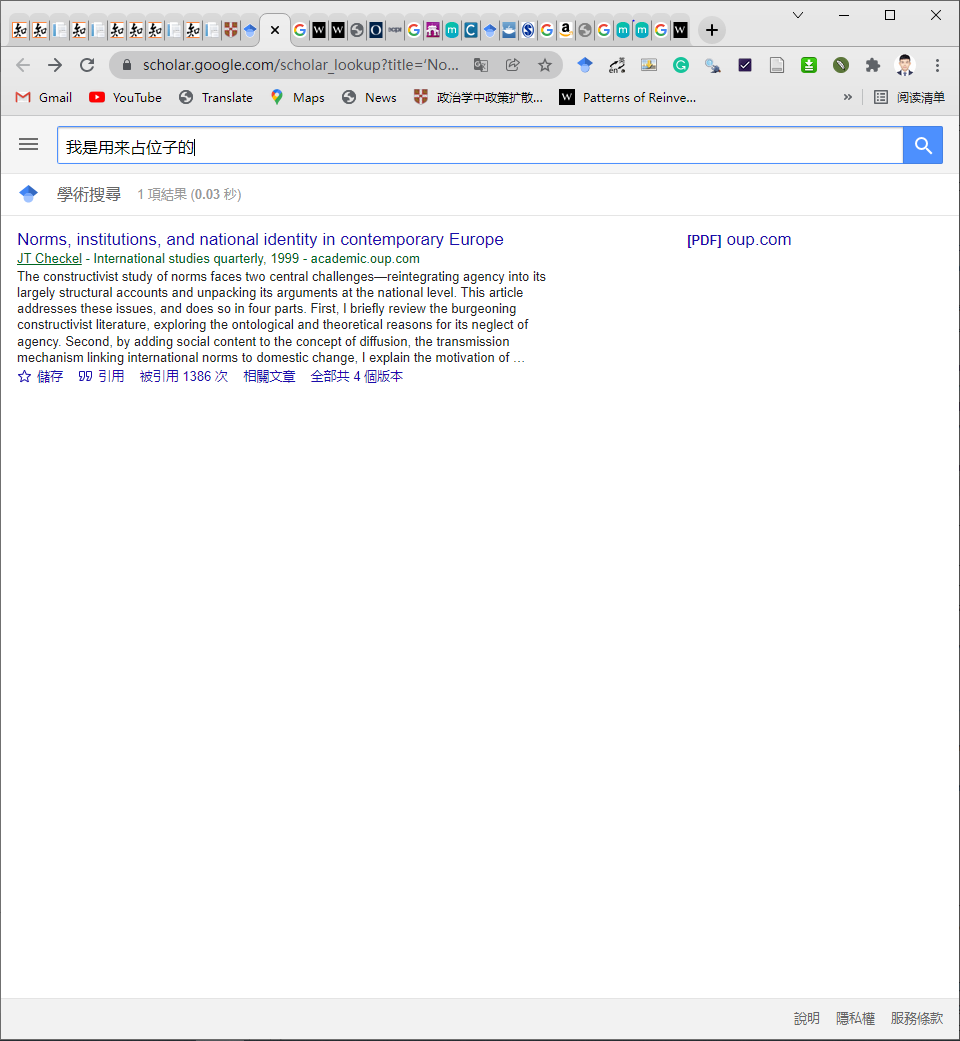 scholar.google.com/scholar_lookup?title='No...
Gmail YouTube Translate Maps News 政治学中政策扩散... Patterns of Reinve... » 阅读清单
我是用来占位子的
學術搜尋 1 項結果 (0.03 秒)
Norms, institutions, and national identity in contemporary Europe [PDF] oup.com
JT Checkel - International studies quarterly, 1999 - academic.oup.com
The constructivist study of norms faces two central challenges—reintegrating agency into its
largely structural accounts and unpacking its arguments at the national level. This article
addresses these issues, and does so in four parts. First, I briefly review the burgeoning
constructivist literature, exploring the ontological and theoretical reasons for its neglect of
agency. Second, by adding social content to the concept of diffusion, the transmission
mechanism linking international norms to domestic change, I explain the motivation of …
儲存 引用 被引用 1386 次 相關文章 全部共 4 個版本
說明 隱私權 服務條款